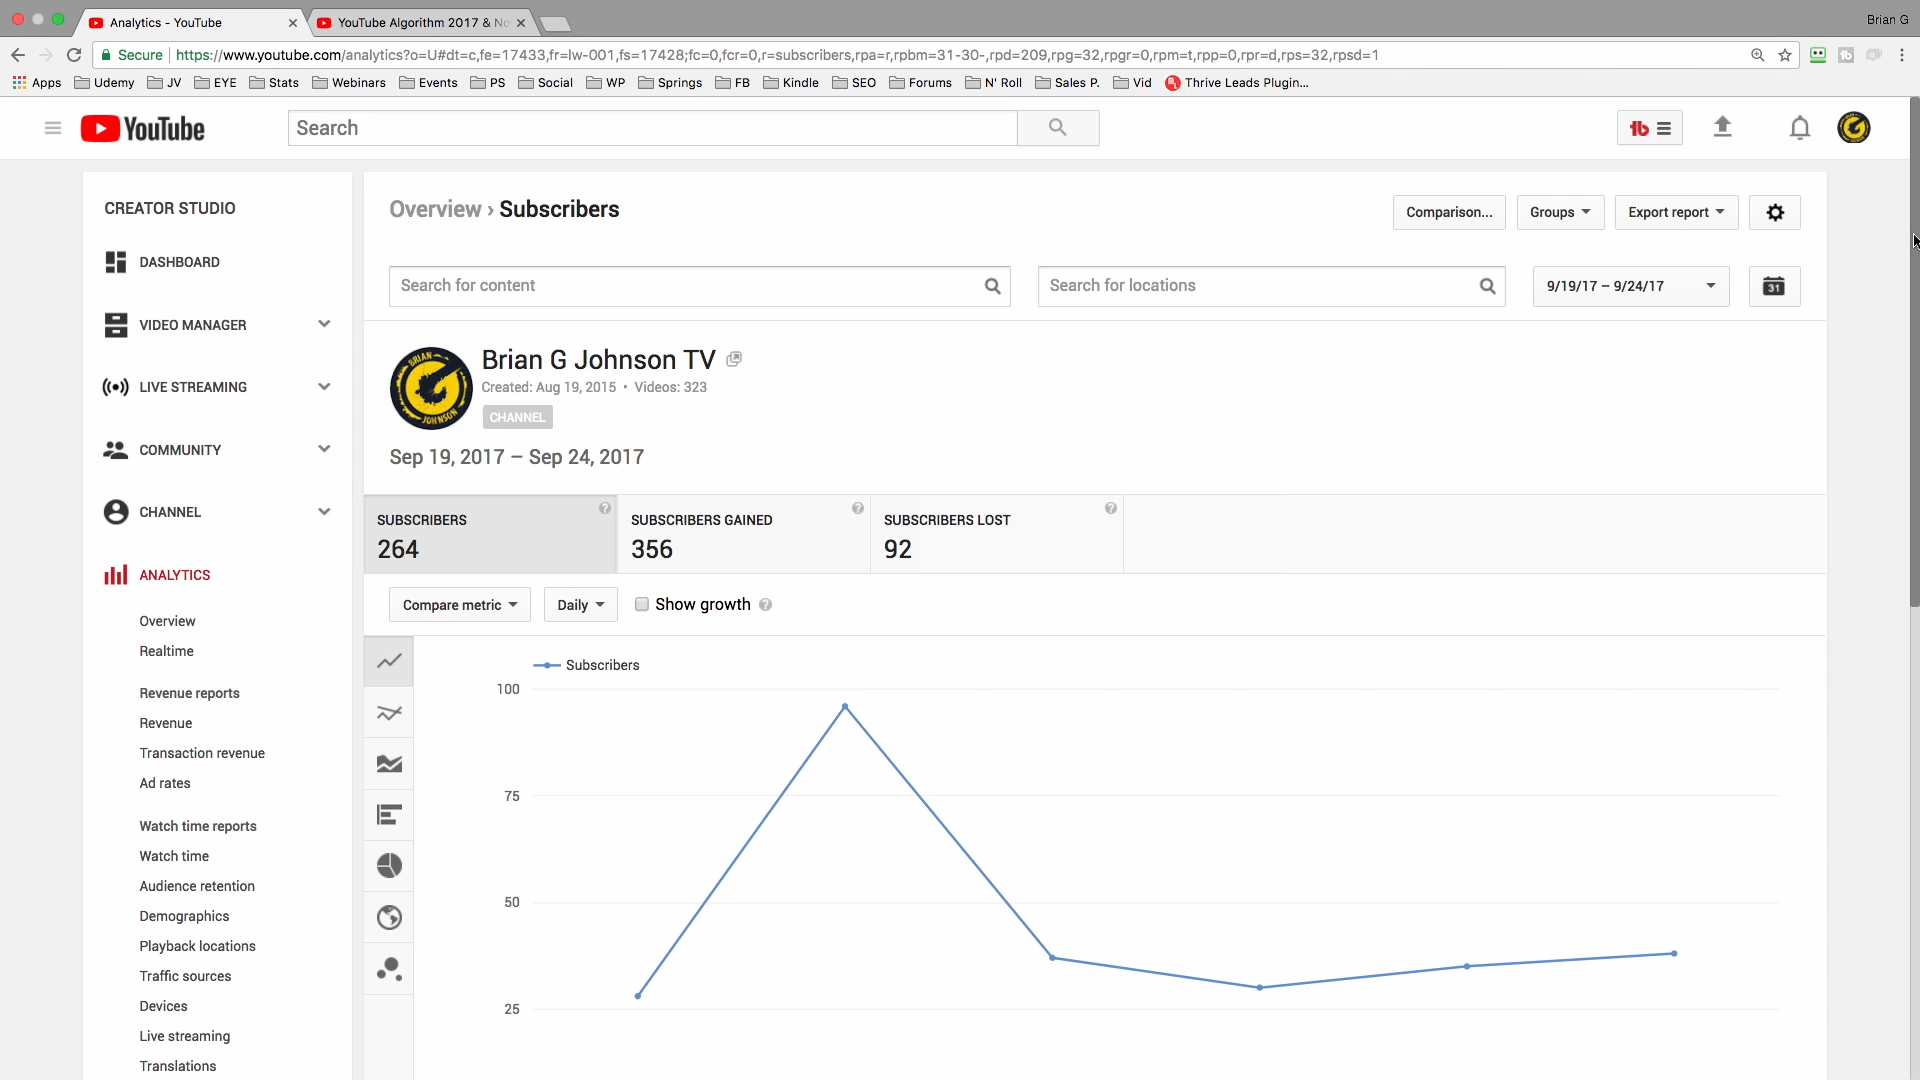 Analytics - YouTube
YouTube Algorithm 2017 & No
Brian G
Secure
https://www.youtube.com/analytics?o=U#dt=c,fe=17433,fr=lw-001,fs=17428;fc=0,fcr=0,r=subscribers,rpa=r,rpbm=31-30-,rpd=209,rpg=32,rpgr=0,rpm=t,rpp=0,rpr=d,rps=32,rpsd=1
Apps Udemy JV EYE Stats Webinars Events PS Social WP Springs FB Kindle SEO Forums N' Roll Sales P. Vid Thrive Leads Plugin...
YouTube
Search
tb
CREATOR STUDIO
DASHBOARD
VIDEO MANAGER
LIVE STREAMING
COMMUNITY
CHANNEL
ANALYTICS
Overview
Realtime
Revenue reports
Revenue
Transaction revenue
Ad rates
Watch time reports
Watch time
Audience retention
Demographics
Playback locations
Traffic sources
Devices
Live streaming
Translations
Overview › Subscribers
Comparison...
Groups
Export report
Search for content
Search for locations
9/19/17 – 9/24/17
31
BRIAN
JOHNSON
Brian G Johnson TV
Created: Aug 19, 2015 • Videos: 323
CHANNEL
Sep 19, 2017 – Sep 24, 2017
SUBSCRIBERS
264
SUBSCRIBERS GAINED
356
SUBSCRIBERS LOST
92
Compare metric
Daily
Show growth
Subscribers
100
75
50
25